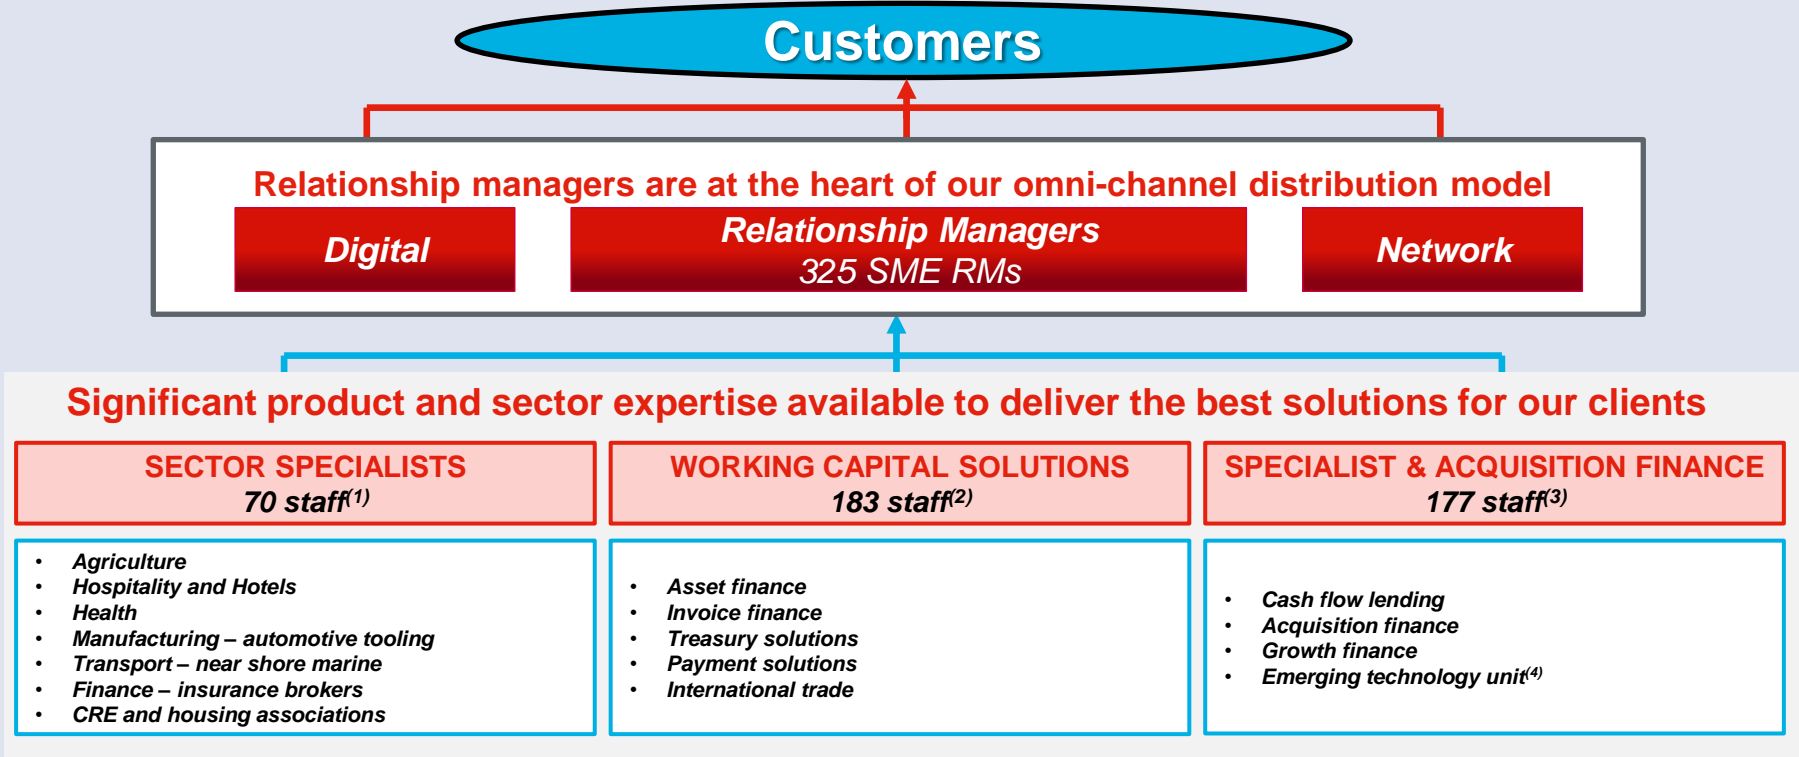 Customers
Relationship managers are at the heart of our omni-channel distribution model
Digital
Relationship Managers
325 SME RMs
Network
Significant product and sector expertise available to deliver the best solutions for our clients
SECTOR SPECIALISTS
70 staff(1)
WORKING CAPITAL SOLUTIONS
183 staff(2)
SPECIALIST & ACQUISITION FINANCE
177 staff(3)
• Agriculture
• Hospitality and Hotels
• Health
• Manufacturing – automotive tooling
• Transport – near shore marine
• Finance – insurance brokers
• CRE and housing associations
• Asset finance
• Invoice finance
• Treasury solutions
• Payment solutions
• International trade
• Cash flow lending
• Acquisition finance
• Growth finance
• Emerging technology unit(4)